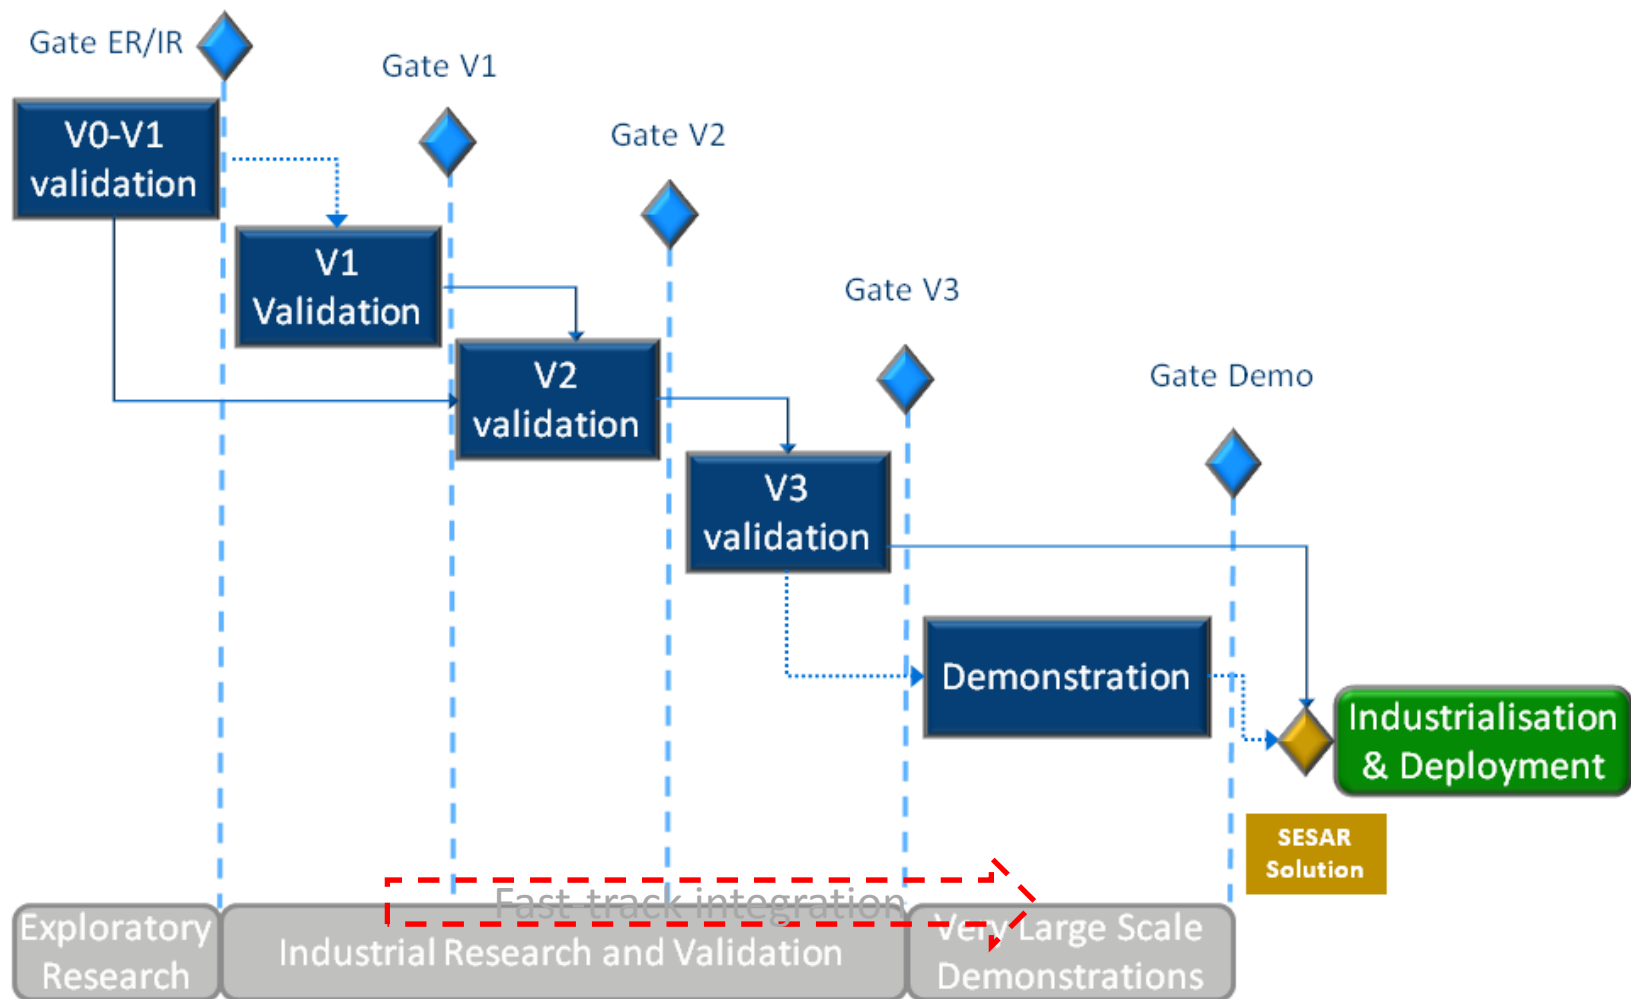 Gate ER/IR
Gate V1
Gate V2
Gate V3
Gate Demo
V0-V1
validation
V1
Validation
V2
validation
V3
validation
Demonstration
Industrialisation
& Deployment
SESAR
Solution
Fast-track integration
Exploratory
Research
Industrial Research and Validation
Very Large Scale
Demonstrations